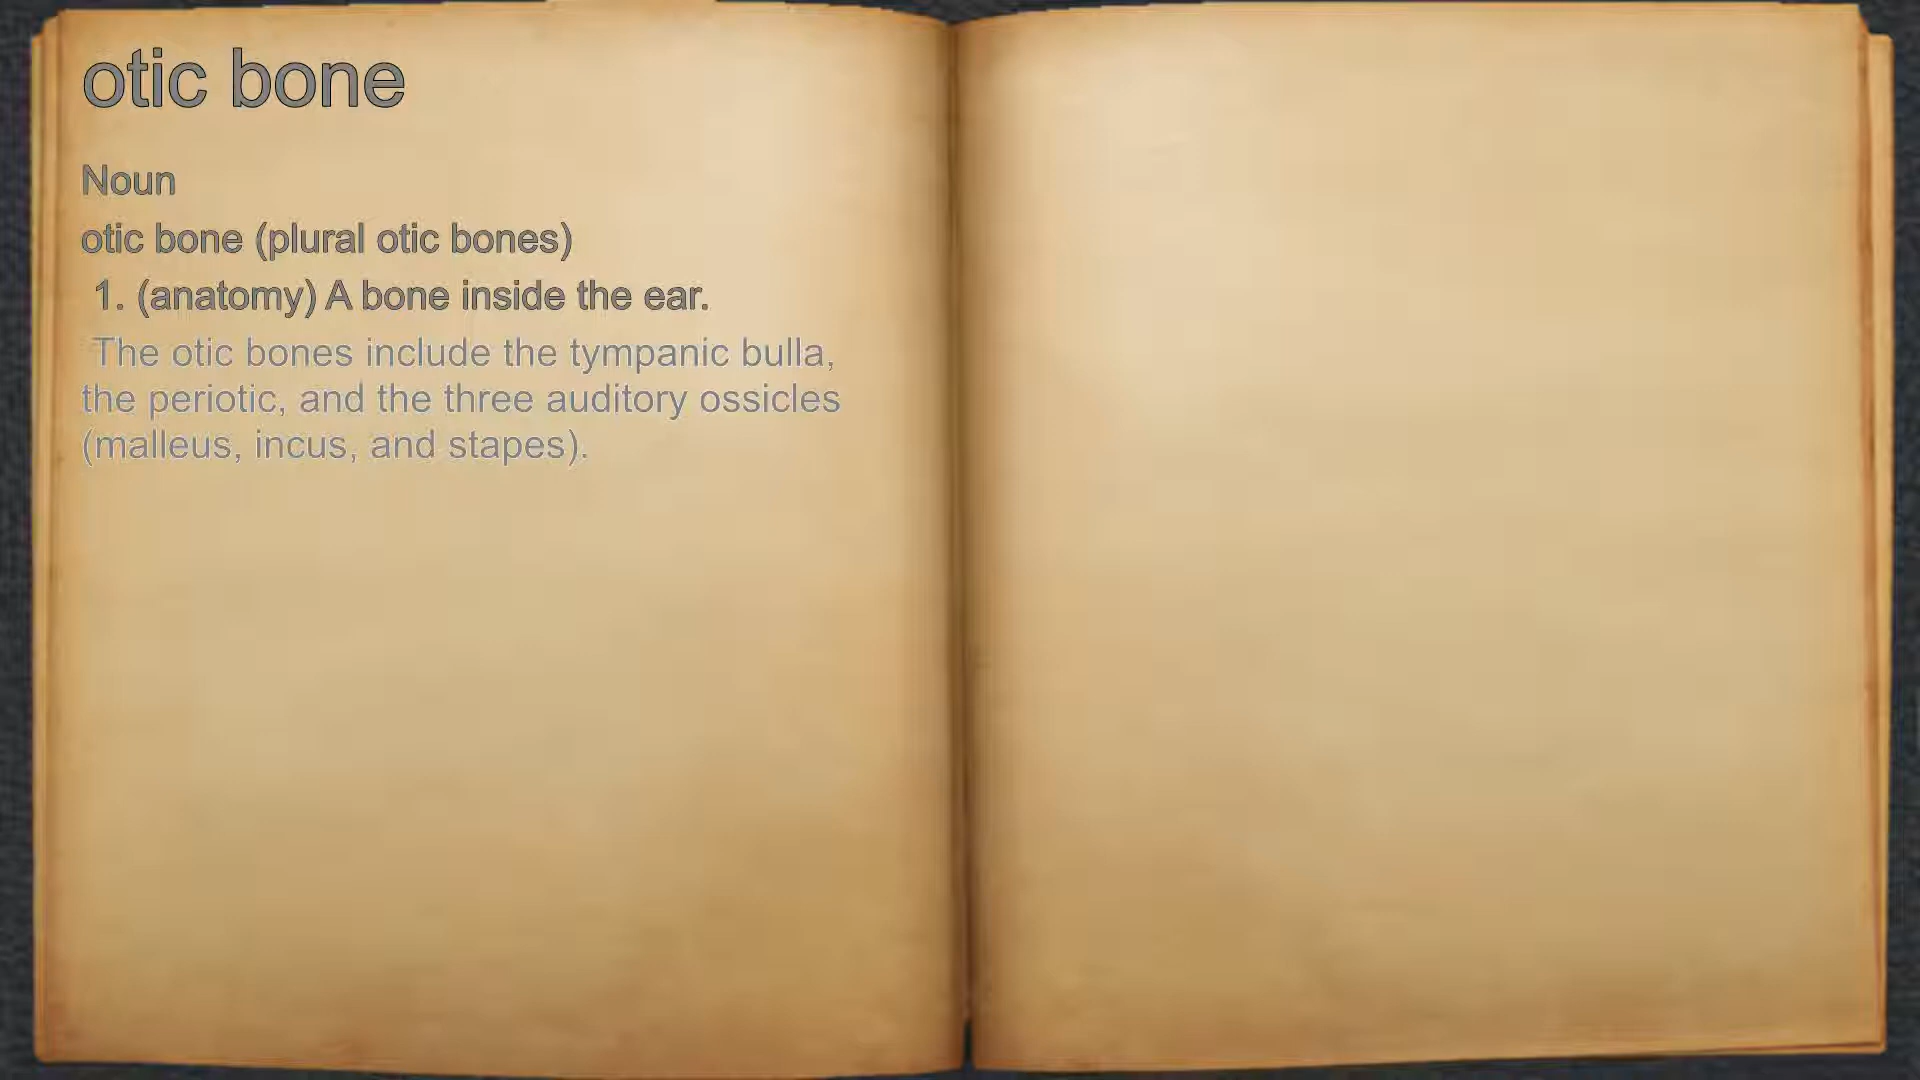 otic bone
Noun
otic bone (plural otic bones)
1. (anatomy) A bone inside the ear.
The otic bones include the tympanic bulla,
the periotic, and the three auditory ossicles
(malleus, incus, and stapes).